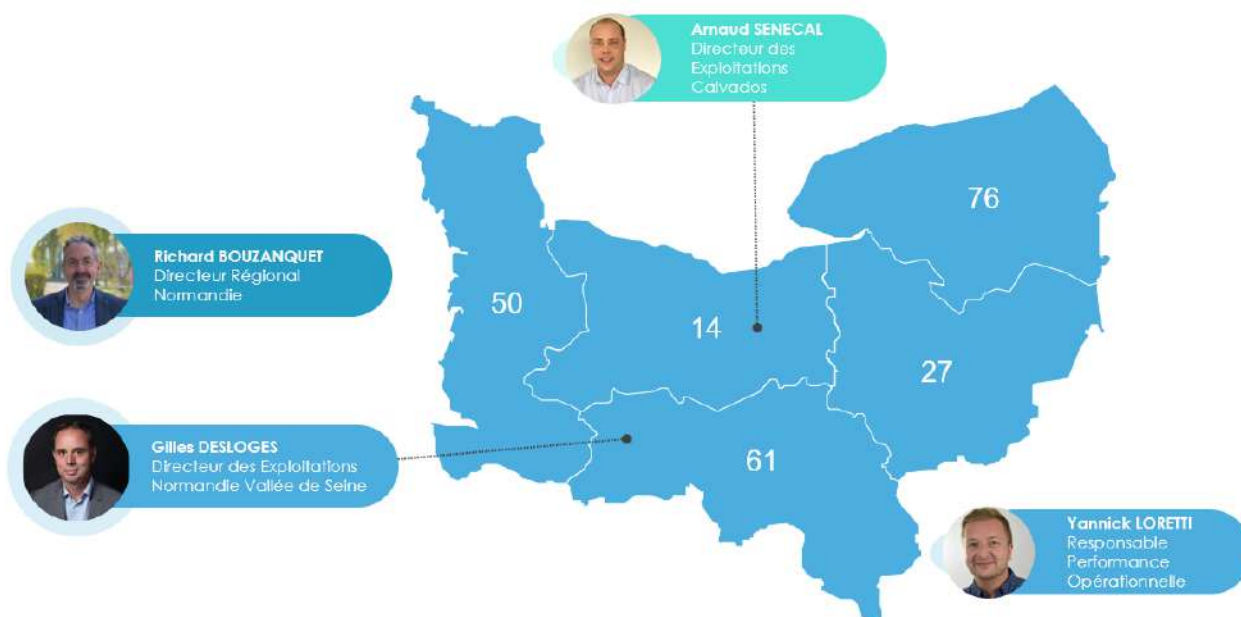 Arnaud SENECAL
Directeur des
Exploitations
Calvados
76
Richard BOUZANQUET
Directeur Régional
Normandie
50
14
27
Gilles DESLOGES
Directeur des Exploitations
Normandie Vallée de Seine
61
Yannick LORETTI
Responsable
Performance
Opérationnelle